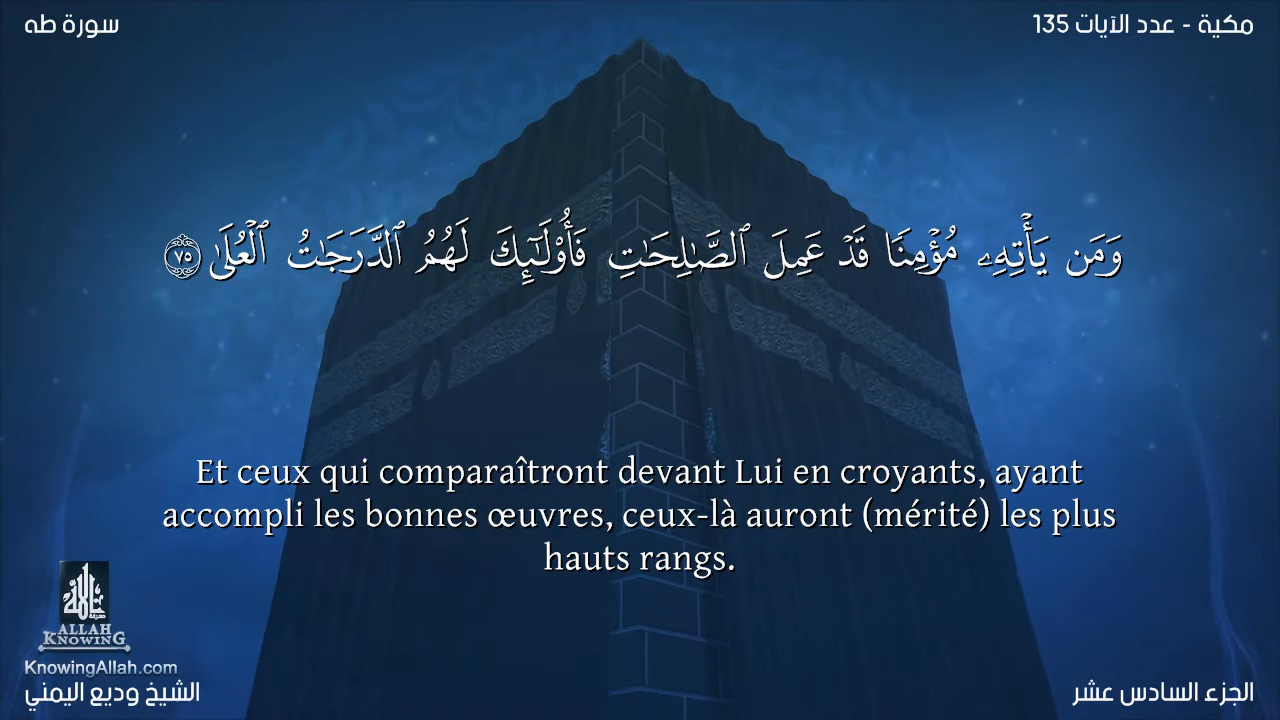 سورة طه
مكية - عدد الآيات 135
وَمَن يَأْتِهِۦ مُؤْمِنًا قَدْ عَمِلَ ٱلصَّٰلِحَٰتِ فَأُو۟لَٰٓئِكَ لَهُمُ ٱلدَّرَجَٰتُ ٱلْعُلَىٰ ٧٥
Et ceux qui comparaîtront devant Lui en croyants, ayant
accompli les bonnes œuvres, ceux-là auront (mérité) les plus
hauts rangs.
ALLAH
KNOWING
KnowingAllah.com
الشيخ وديع اليمني
الجزء السادس عشر